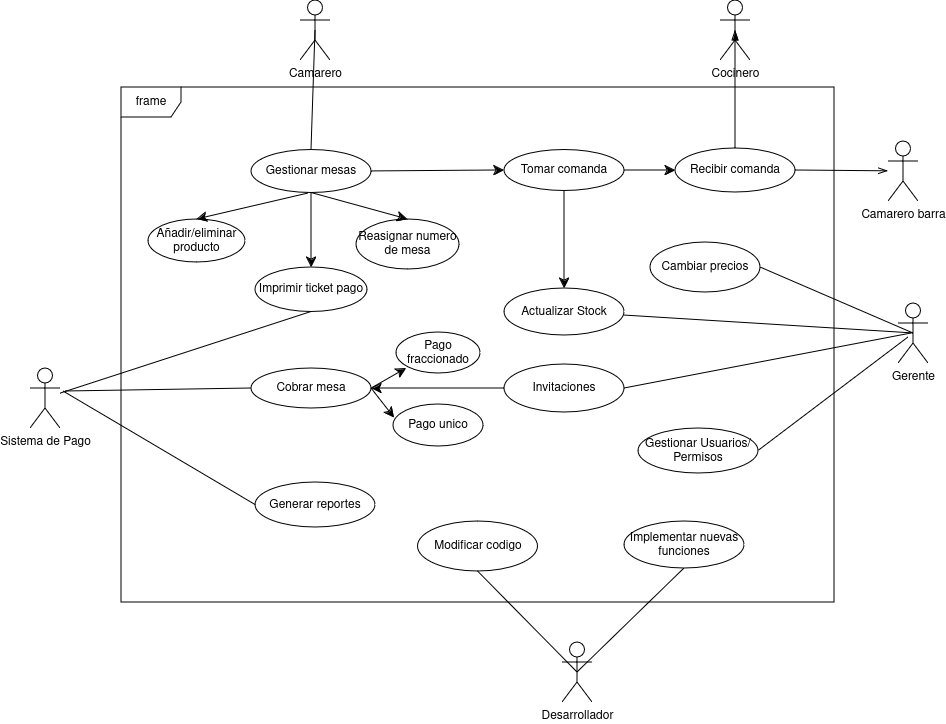 Camarero
Cocinero
frame
Gestionar mesas
Tomar comanda
Recibir comanda
Camarero barra
Añadir/eliminar
producto
Reasignar numero
de mesa
Cambiar precios
Imprimir ticket pago
Actualizar Stock
Pago
fraccionado
Gerente
Cobrar mesa
Invitaciones
Pago unico
Sistema de Pago
Gestionar Usuarios/
Permisos
Generar reportes
Modificar codigo
Implementar nuevas
funciones
Desarrollador